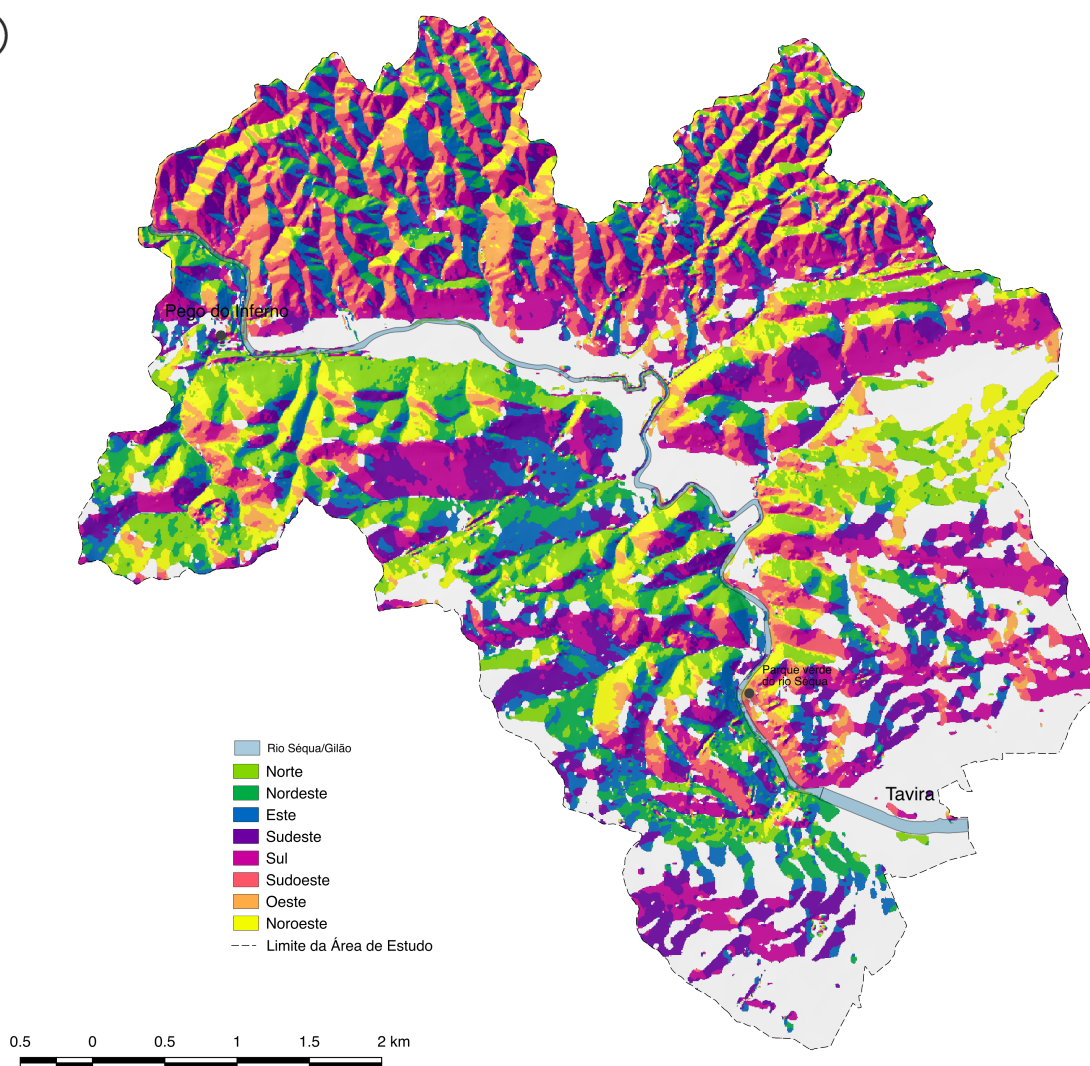 Pego do Inferno
Parque verde
do rio Séqua
Tavira
Rio Séqua/Gilão
Norte
Nordeste
Este
Sudeste
Sul
Sudoeste
Oeste
Noroeste
Limite da Área de Estudo
0.5 0 0.5 1 1.5 2 km